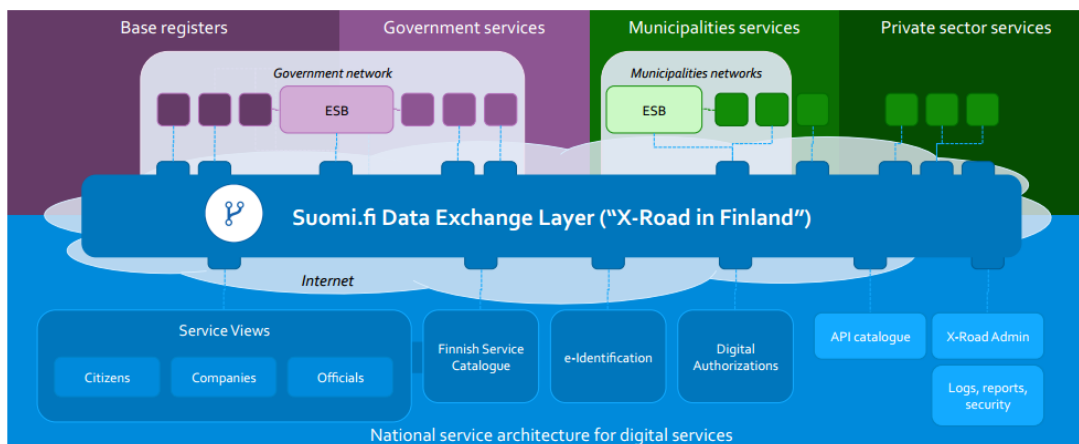 Base registers
Government services
Municipalities services
Private sector services
Government network
Municipalities networks
ESB
ESB
Suomi.fi Data Exchange Layer (“X-Road in Finland”)
Internet
Service Views
Citizens
Companies
Officials
Finnish Service
Catalogue
e-Identification
Digital
Authorizations
API catalogue
X-Road Admin
Logs, reports,
security
National service architecture for digital services